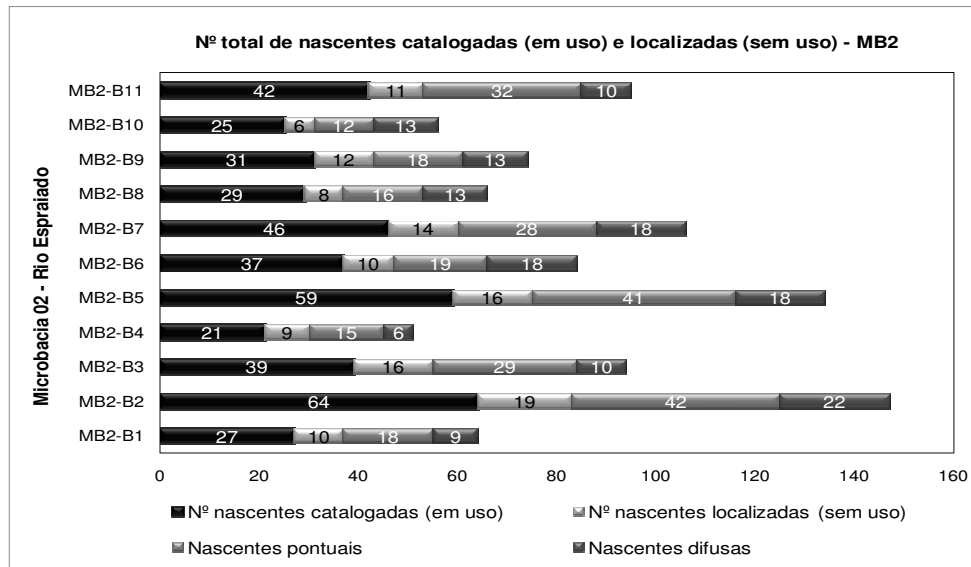 Nº total de nascentes catalogadas (em uso) e localizadas (sem uso) - MB2
Microbacia 02 - Rio Espraiado
MB2-B11 42 11 32 10
MB2-B10 25 6 12 13
MB2-B9 31 12 18 13
MB2-B8 29 8 16 13
MB2-B7 46 14 28 18
MB2-B6 37 10 19 18
MB2-B5 59 16 41 18
MB2-B4 21 9 15 6
MB2-B3 39 16 29 10
MB2-B2 64 19 42 22
MB2-B1 27 10 18 9
0 20 40 60 80 100 120 140 160
Nº nascentes catalogadas (em uso) Nº nascentes localizadas (sem uso)
Nascentes pontuais Nascentes difusas